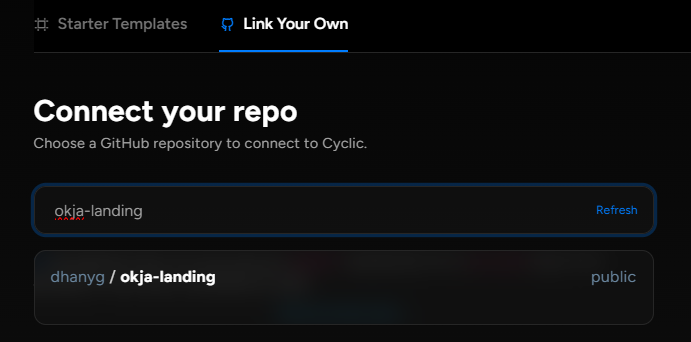 Starter Templates Link Your Own
Connect your repo
Choose a GitHub repository to connect to Cyclic.
okja-landing Refresh
dhanyg / okja-landing public